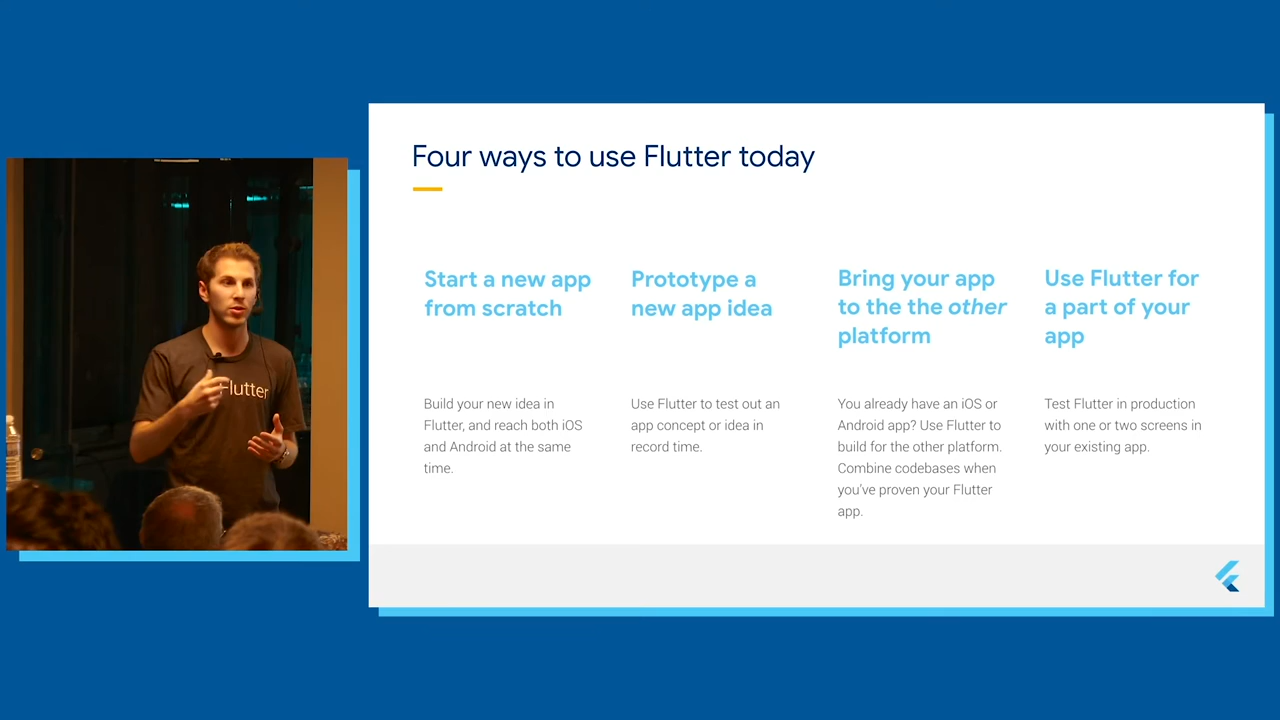 Four ways to use Flutter today
Start a new app
from scratch
Build your new idea in
Flutter, and reach both iOS
and Android at the same
time.
Prototype a
new app idea
Use Flutter to test out an
app concept or idea in
record time.
Bring your app
to the the other
platform
You already have an iOS or
Android app? Use Flutter to
build for the other platform.
Combine codebases when
you’ve proven your Flutter
app.
Use Flutter for
a part of your
app
Test Flutter in production
with one or two screens in
your existing app.
Flutter